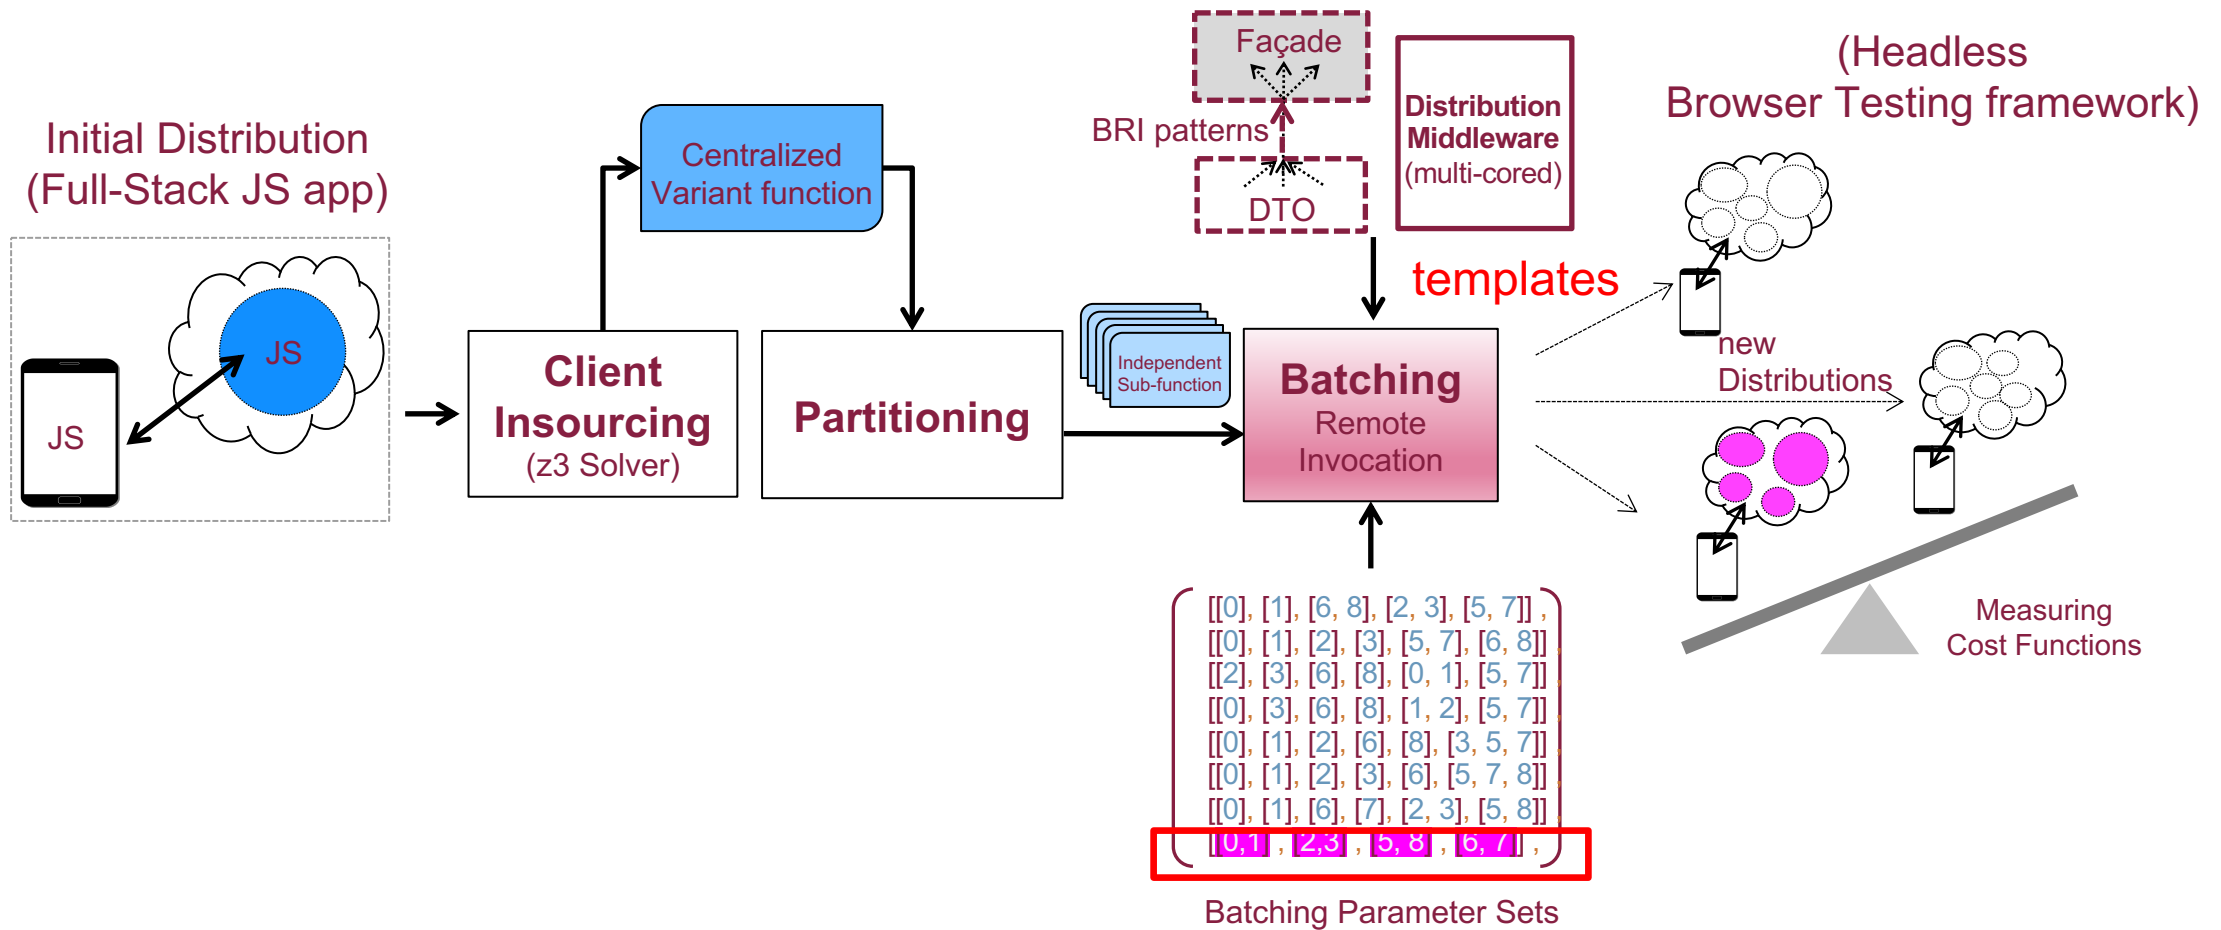 Initial Distribution
(Full-Stack JS app)
JS
JS
Centralized
Variant function
Client
Insourcing
(z3 Solver)
Partitioning
Independent
Sub-function
Façade
BRI patterns
DTO
Distribution
Middleware
(multi-cored)
templates
Batching
Remote
Invocation
(Headless
Browser Testing framework)
new
Distributions
Measuring
Cost Functions
[[0], [1], [6, 8], [2, 3], [5, 7]] ,
[[0], [1], [2], [3], [5, 7], [6, 8]] ,
[[2], [3], [6], [8], [0, 1], [5, 7]] ,
[[0], [3], [6], [8], [1, 2], [5, 7]] ,
[[0], [1], [2], [6], [8], [3, 5, 7]] ,
[[0], [1], [2], [3], [6], [5, 7, 8]] ,
[[0], [1], [6], [7], [2, 3], [5, 8]] ,
[[0,1] , [2,3] , [5, 8] , [6, 7]] ,
Batching Parameter Sets